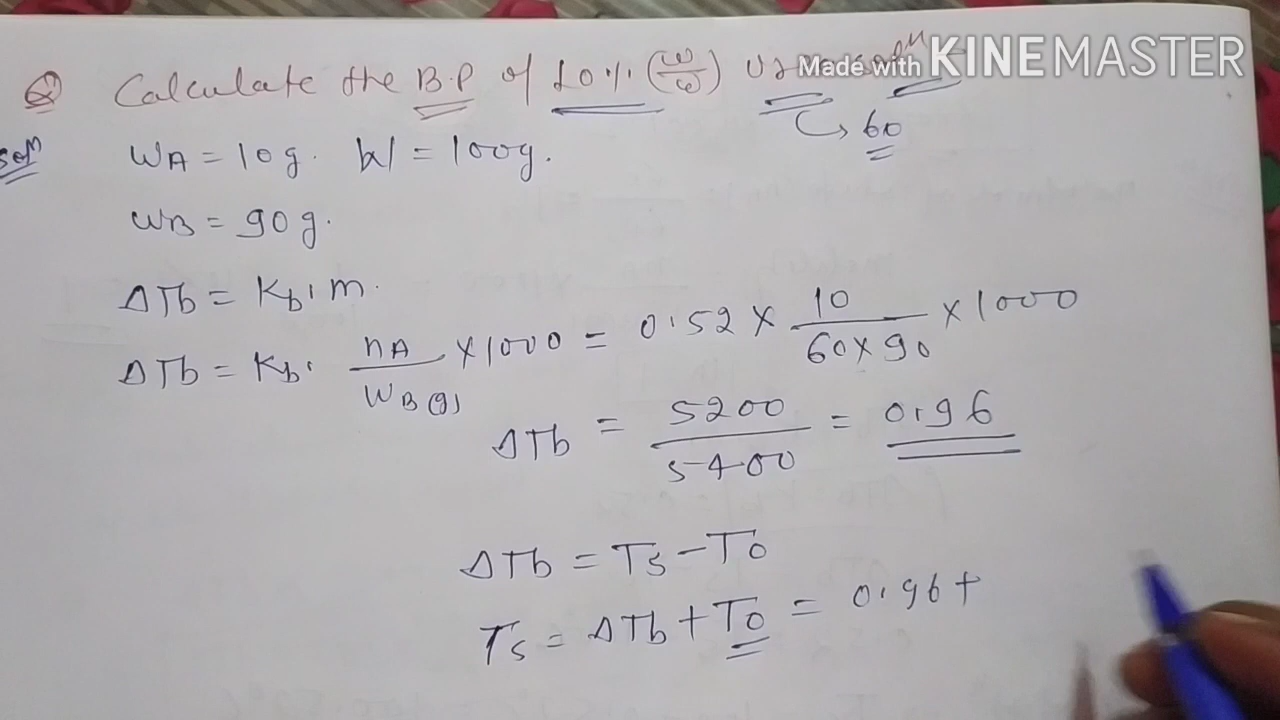 Q Calculate the B.P of 10% (w/w) Urea solⁿ
Made with KINEMASTER
↳ 60
Solⁿ WA = 10g. W = 100g.
WB = 90g.
ΔTb = Kb. m.
ΔTb = Kb. nA/WB(g) × 1000 = 0.52 × 10/(60 × 90) × 1000
ΔTb = 5200/5400 = 0.96
ΔTb = Ts - To
Ts = ΔTb + To = 0.96 +